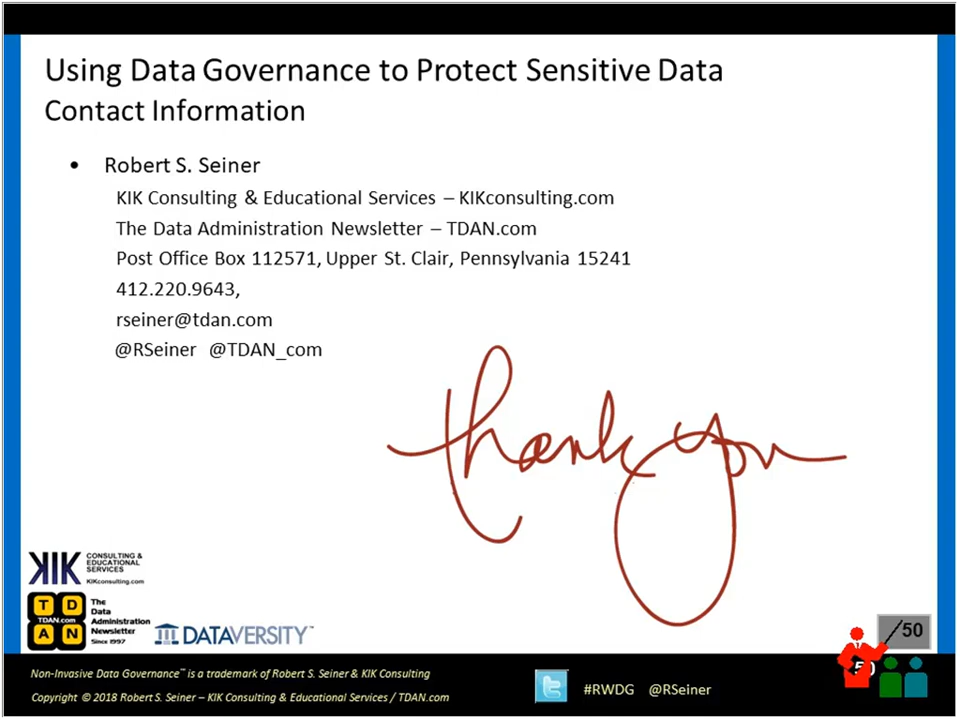 Using Data Governance to Protect Sensitive Data
Contact Information
• Robert S. Seiner
KIK Consulting & Educational Services – KIKconsulting.com
The Data Administration Newsletter – TDAN.com
Post Office Box 112571, Upper St. Clair, Pennsylvania 15241
412.220.9643,
rseiner@tdan.com
@RSeiner @TDAN_com
thank you
KIK CONSULTING &
EDUCATIONAL
SERVICES
KIKconsulting.com
T D
TDAN.com
A N
The
Data
Administration
Newsletter
Since 1997
DATAVERSITY™
/50
50
Non-Invasive Data Governance™ is a trademark of Robert S. Seiner & KIK Consulting
Copyright © 2018 Robert S. Seiner – KIK Consulting & Educational Services / TDAN.com
#RWDG @RSeiner